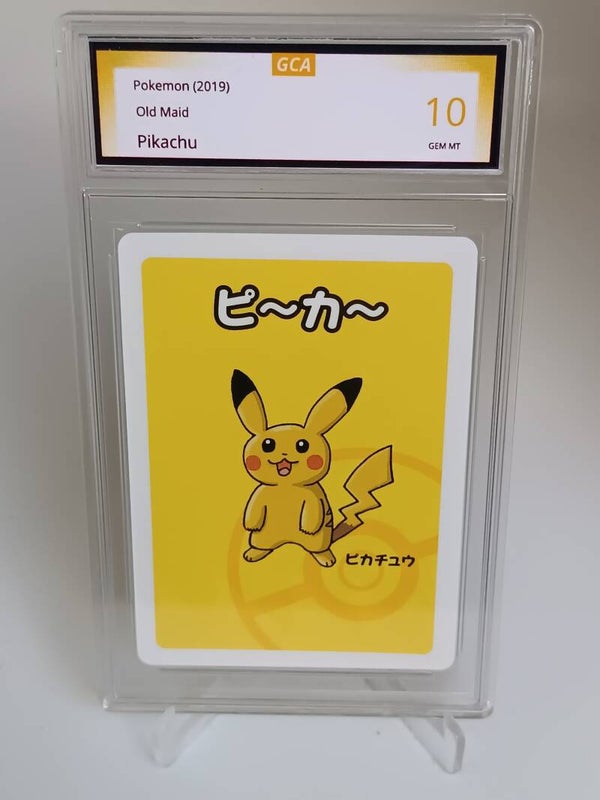 GCA
Pokemon (2019)
Old Maid
Pikachu
10
GEM MT
ピ～カ～
ピカチュウ